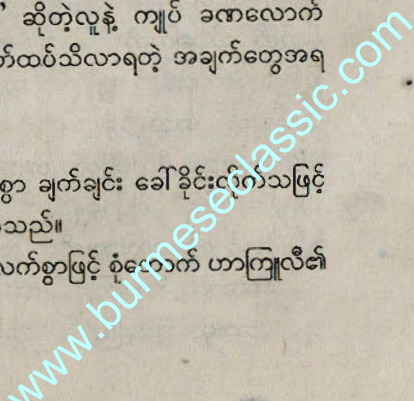 ဆိုတဲ့လူနဲ့ ကျုပ် ခဏလောက်
ထပ်သိလာရတဲ့ အချက်တွေအရ
စွာ ချက်ချင်း ခေါ်ခိုင်းလိုက်သဖြင့်
သည်။
လက်စွာဖြင့် စုံထောက် ဟာကြူလီ၏
www.burmeseclassic.com